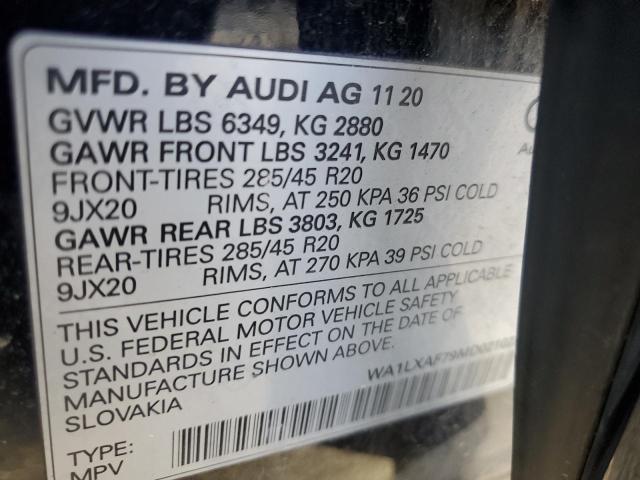 MFD. BY AUDI AG 11 20
GVWR LBS 6349, KG 2880
GAWR FRONT LBS 3241, KG 1470
FRONT-TIRES 285/45 R20
9JX20 RIMS, AT 250 KPA 36 PSI COLD
GAWR REAR LBS 3803, KG 1725
REAR-TIRES 285/45 R20
9JX20 RIMS, AT 270 KPA 39 PSI COLD
THIS VEHICLE CONFORMS TO ALL APPLICABLE
U.S. FEDERAL MOTOR VEHICLE SAFETY
STANDARDS IN EFFECT ON THE DATE OF
MANUFACTURE SHOWN ABOVE.
SLOVAKIA
TYPE:
MPV